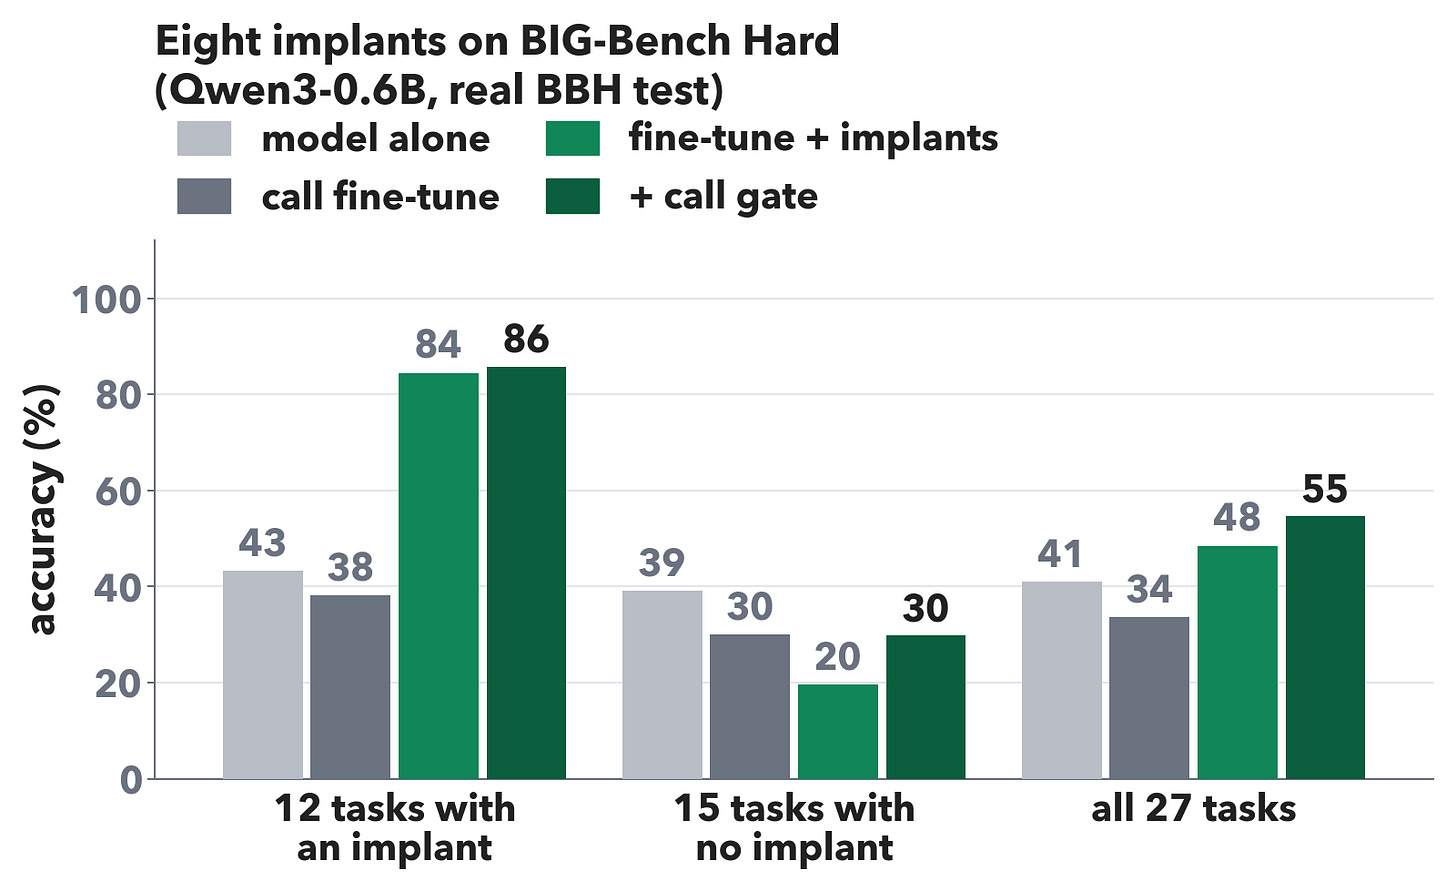 Eight implants on BIG-Bench Hard
(Qwen3-0.6B, real BBH test)
model alone
fine-tune + implants
call fine-tune
+ call gate
accuracy (%)
100
80
60
40
20
0
43
38
84
86
39
30
20
30
41
34
48
55
12 tasks with
an implant
15 tasks with
no implant
all 27 tasks